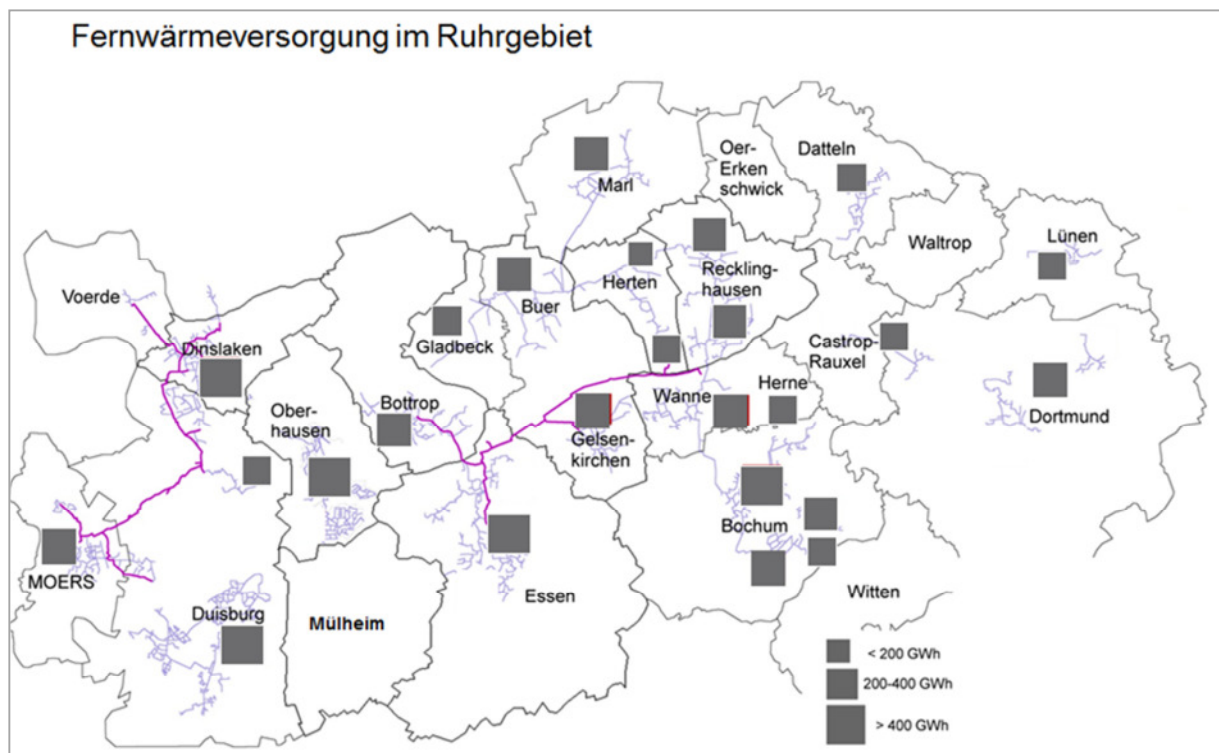 Fernwärmeversorgung im Ruhrgebiet
Marl
Oer-
Erken
schwick
Datteln
Waltrop
Lünen
Voerde
Dinslaken
Gladbeck
Buer
Herten
Reckling-
hausen
Castrop-
Rauxel
Dortmund
Ober-
hausen
Bottrop
Gelsen-
kirchen
Wanne
Herne
Bochum
MOERS
Duisburg
Mülheim
Essen
Witten
< 200 GWh
200-400 GWh
> 400 GWh